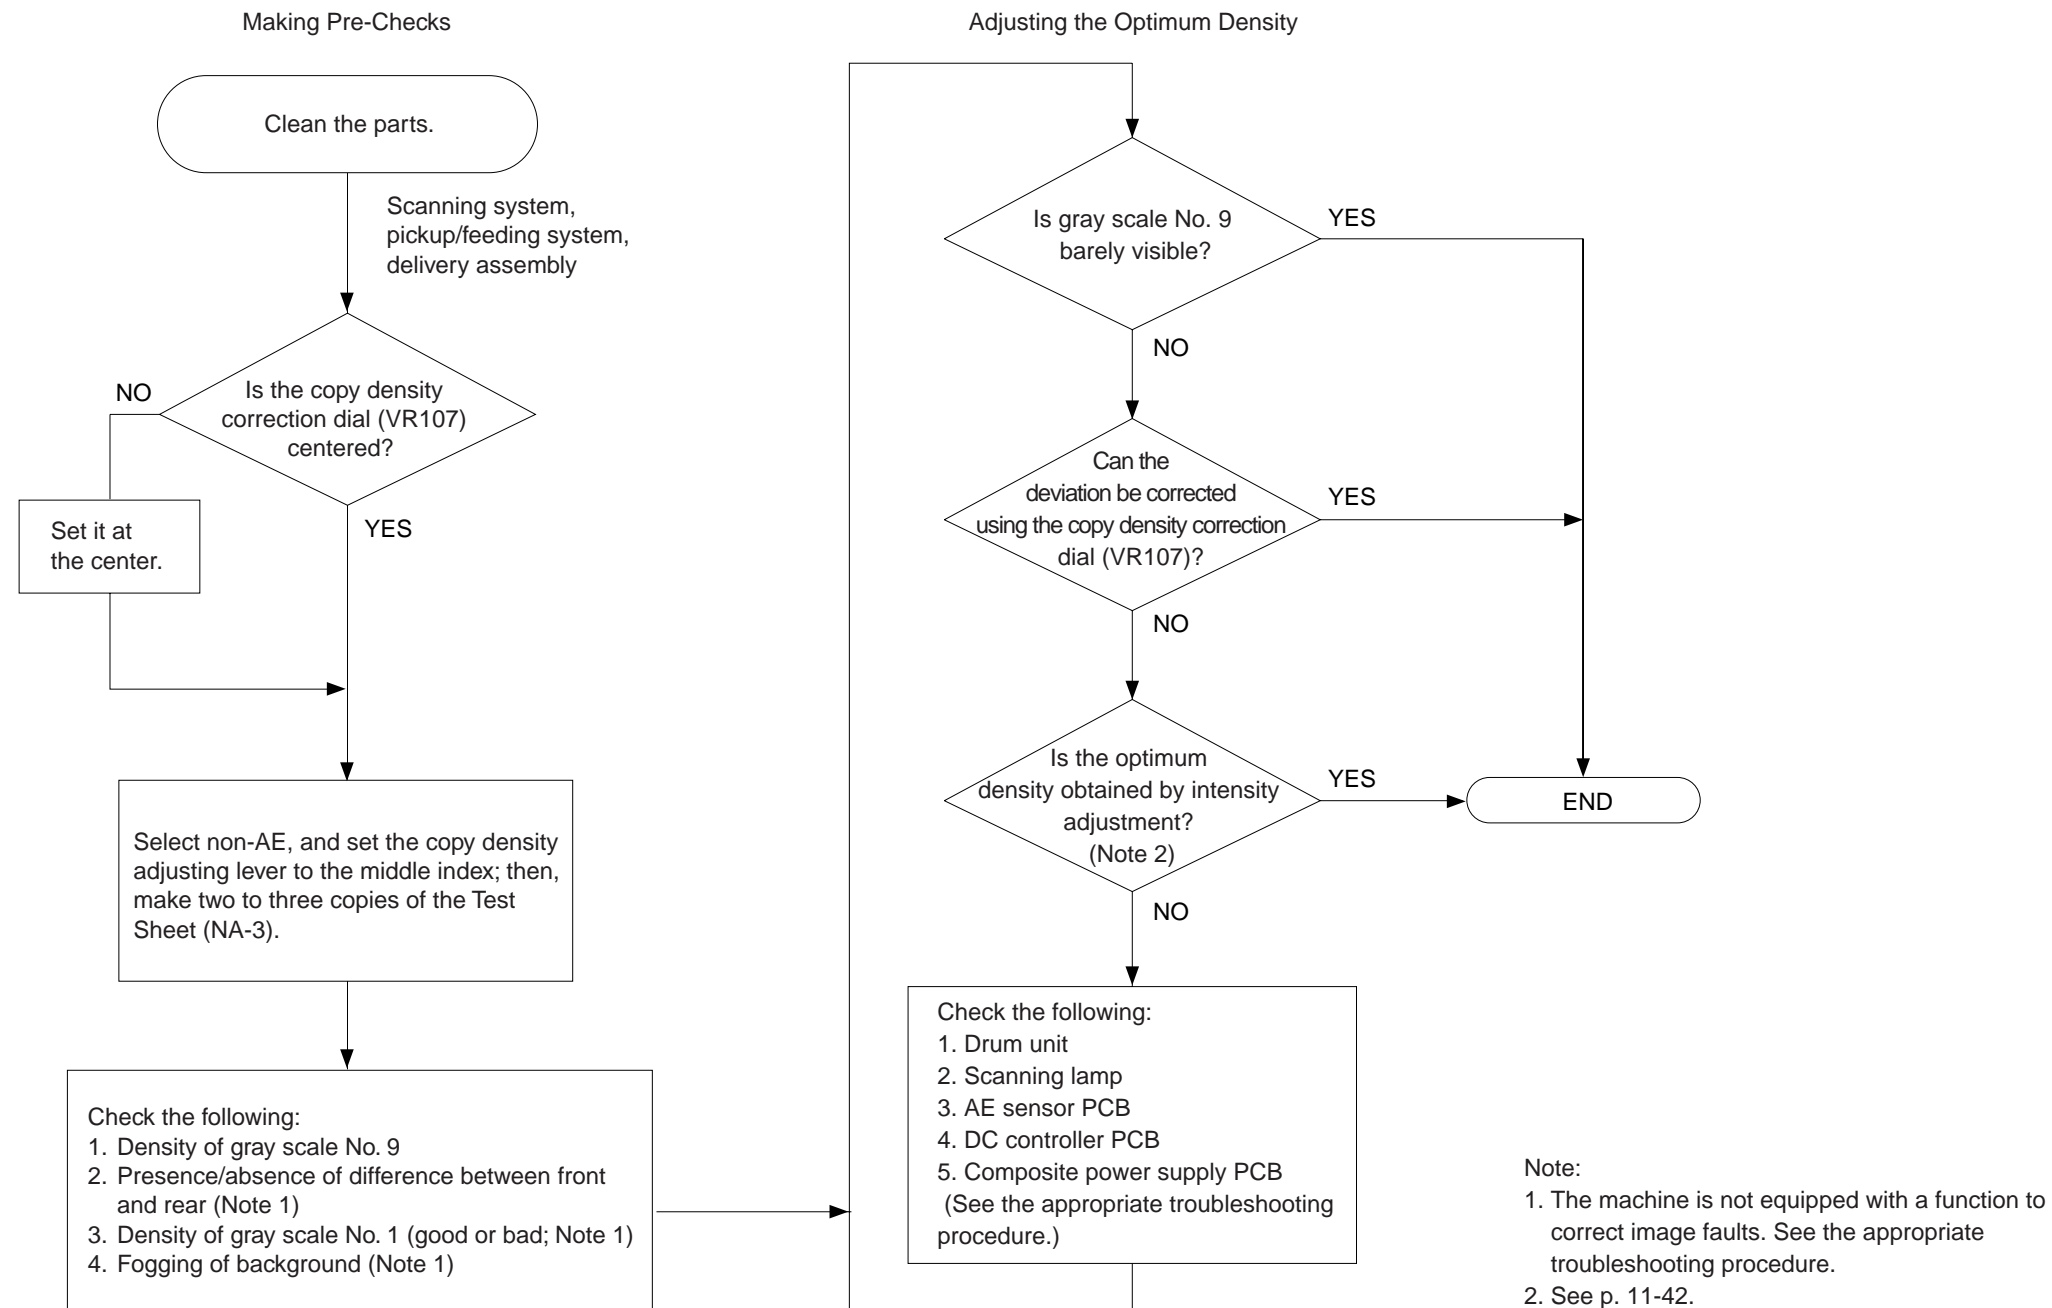 Making Pre-Checks
Clean the parts.
Scanning system,
pickup/feeding system,
delivery assembly
Is the copy density
correction dial (VR107)
centered?
NO
YES
Set it at
the center.
Select non-AE, and set the copy density
adjusting lever to the middle index; then,
make two to three copies of the Test
Sheet (NA-3).
Check the following:
1. Density of gray scale No. 9
2. Presence/absence of difference between front
and rear (Note 1)
3. Density of gray scale No. 1 (good or bad; Note 1)
4. Fogging of background (Note 1)
Adjusting the Optimum Density
Is gray scale No. 9
barely visible?
YES
NO
Can the
deviation be corrected
using the copy density correction
dial (VR107)?
YES
NO
Is the optimum
density obtained by intensity
adjustment?
(Note 2)
YES
NO
END
Check the following:
1. Drum unit
2. Scanning lamp
3. AE sensor PCB
4. DC controller PCB
5. Composite power supply PCB
(See the appropriate troubleshooting
procedure.)
Note:
1. The machine is not equipped with a function to
correct image faults. See the appropriate
troubleshooting procedure.
2. See p. 11-42.